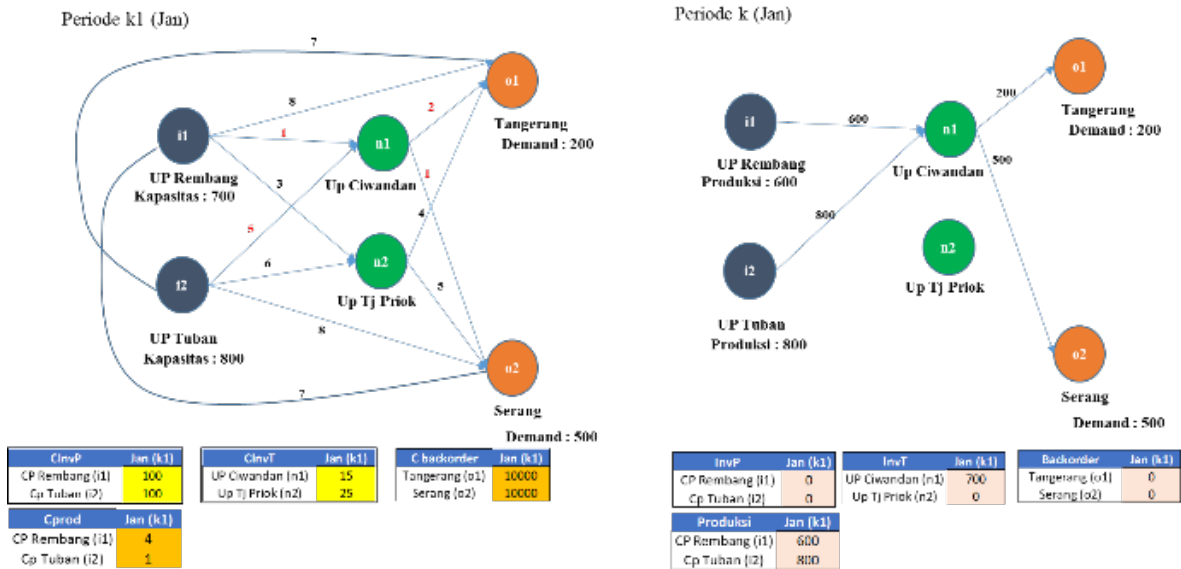 Periode k1 (Jan)
7
8
1
3
5
6
8
7
2
1
4
5
i1
UP Rembang
Kapasitas : 700
i2
UP Tuban
Kapasitas : 800
n1
Up Ciwandan
n2
Up Tj Priok
o1
Tangerang
Demand : 200
o2
Serang
Demand : 500
CInvP Jan (k1)
CP Rembang (i1) 100
Cp Tuban (i2) 100
CInvT Jan (k1)
UP Ciwandan (n1) 15
Up Tj Priok (n2) 25
C backorder Jan (k1)
Tangerang (o1) 10000
Serang (o2) 10000
Cprod Jan (k1)
CP Rembang (i1) 4
Cp Tuban (i2) 1
Periode k (Jan)
i1
UP Rembang
Produksi : 600
i2
UP Tuban
Produksi : 800
600
800
200
500
n1
Up Ciwandan
n2
Up Tj Priok
o1
Tangerang
Demand : 200
o2
Serang
Demand : 500
InvP Jan (k1)
CP Rembang (i1) 0
Cp Tuban (i2) 0
InvT Jan (k1)
UP Ciwandan (n1) 700
Up Tj Priok (n2) 0
Backorder Jan (k1)
Tangerang (o1) 0
Serang (o2) 0
Produksi Jan (k1)
CP Rembang (i1) 600
Cp Tuban (i2) 800